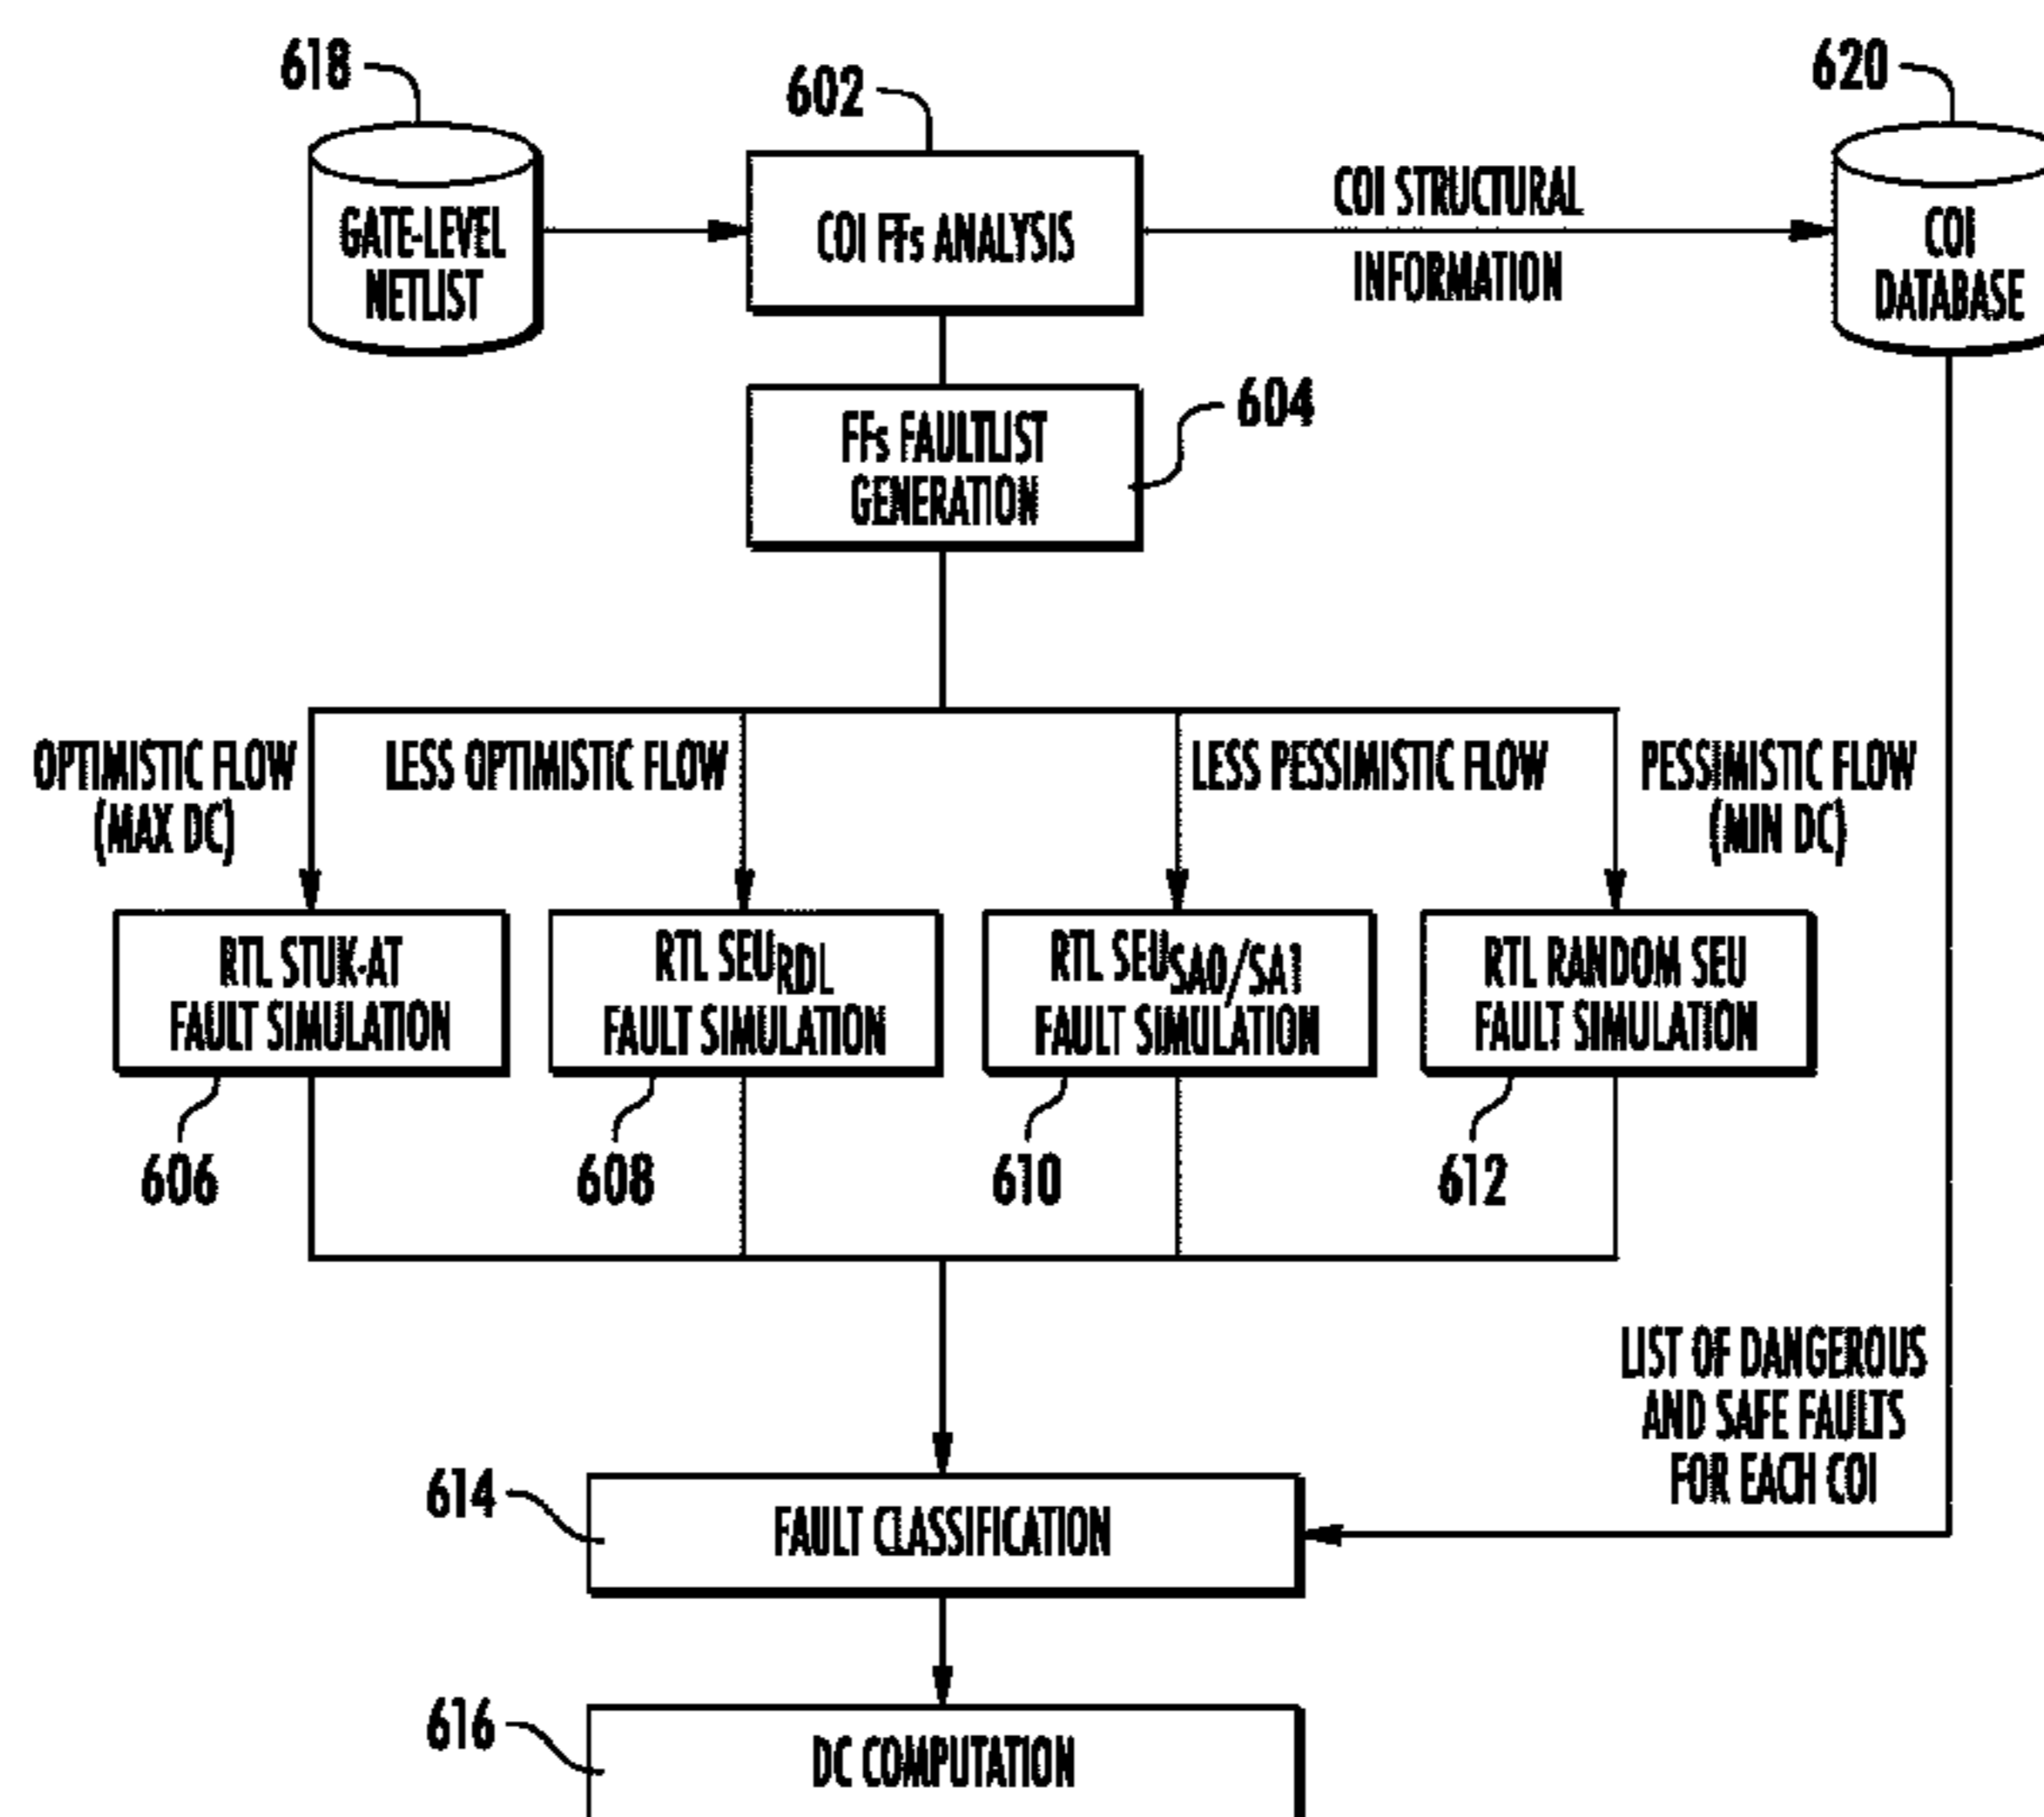 618
602
620
GATE-LEVEL
NETLIST
COI FFs ANALYSIS
COI STRUCTURAL
INFORMATION
COI
DATABASE
FFs FAULTLIST
GENERATION
604
OPTIMISTIC FLOW
(MAX DC)
LESS OPTIMISTIC FLOW
LESS PESSIMISTIC FLOW
PESSIMISTIC FLOW
(MIN DC)
RTL STUK-AT
FAULT SIMULATION
RTL SEURDL
FAULT SIMULATION
RTL SEUSA0/SA1
FAULT SIMULATION
RTL RANDOM SEU
FAULT SIMULATION
606
608
610
612
LIST OF DANGEROUS
AND SAFE FAULTS
FOR EACH COI
614
FAULT CLASSIFICATION
616
DC COMPUTATION